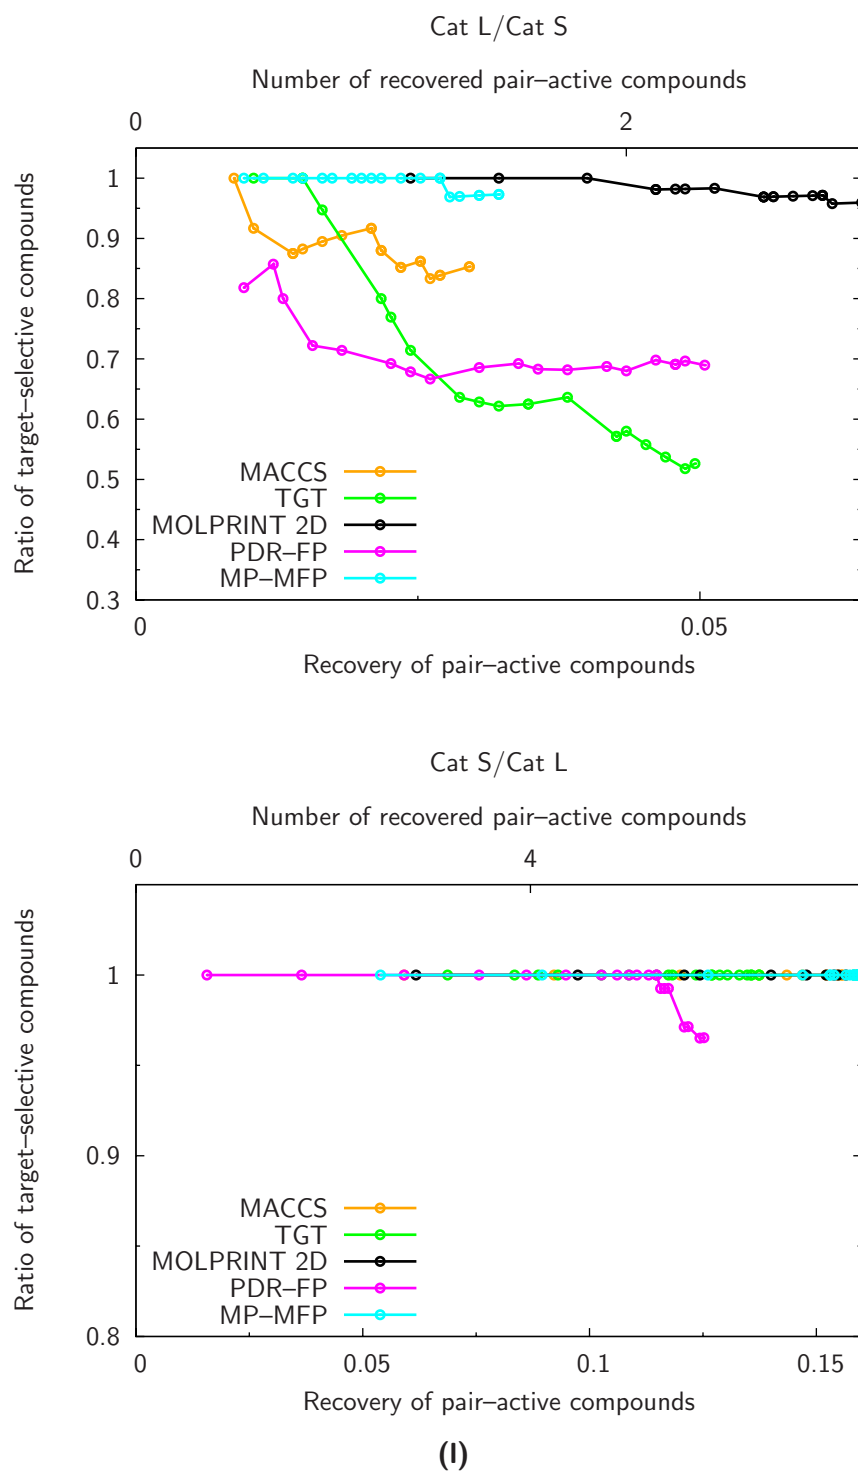 Cat L/Cat S
Number of recovered pair–active compounds
0 2
Ratio of target–selective compounds
1
0.9
0.8
0.7
0.6
0.5
0.4
0.3
MACCS
TGT
MOLPRINT 2D
PDR–FP
MP–MFP
0 0.05
Recovery of pair–active compounds
Cat S/Cat L
Number of recovered pair–active compounds
0 4
Ratio of target–selective compounds
1
0.9
0.8
MACCS
TGT
MOLPRINT 2D
PDR–FP
MP–MFP
0 0.05 0.1 0.15
Recovery of pair–active compounds
(I)